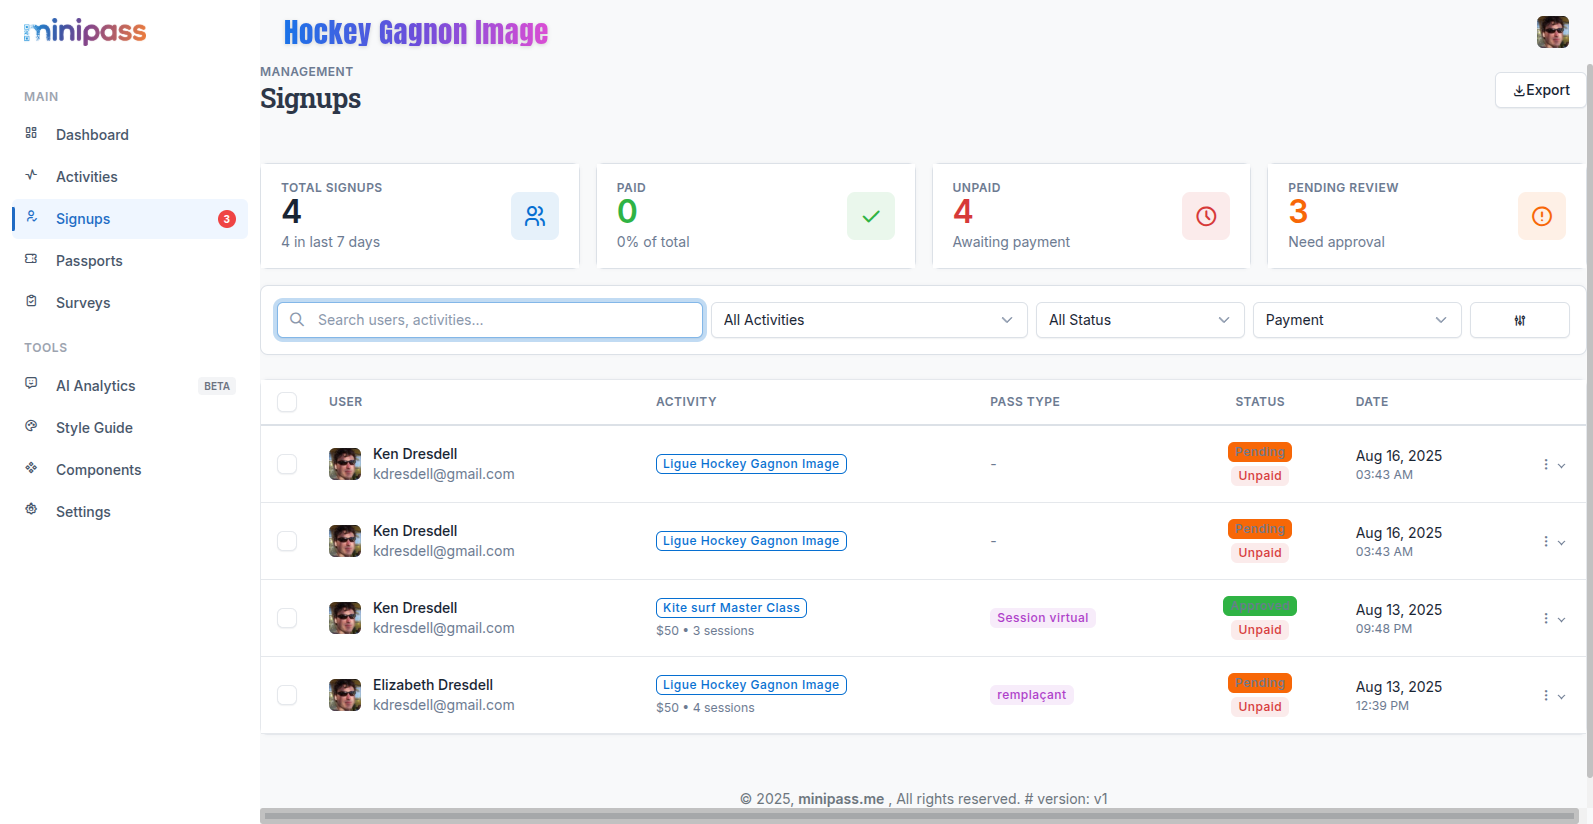 minipass
MAIN
Dashboard
Activities
Signups 3
Passports
Surveys
TOOLS
AI Analytics BETA
Style Guide
Components
Settings
Hockey Gagnon Image
MANAGEMENT
Signups
Export
TOTAL SIGNUPS
4
4 in last 7 days
PAID
0
0% of total
UNPAID
4
Awaiting payment
PENDING REVIEW
3
Need approval
Search users, activities...
All Activities
All Status
Payment
USER ACTIVITY PASS TYPE STATUS DATE
Ken Dresdell
kdresdell@gmail.com
Ligue Hockey Gagnon Image
-
Pending
Unpaid
Aug 16, 2025
03:43 AM
Ken Dresdell
kdresdell@gmail.com
Ligue Hockey Gagnon Image
-
Pending
Unpaid
Aug 16, 2025
03:43 AM
Ken Dresdell
kdresdell@gmail.com
Kite surf Master Class
$50 • 3 sessions
Session virtual
Approved
Unpaid
Aug 13, 2025
09:48 PM
Elizabeth Dresdell
kdresdell@gmail.com
Ligue Hockey Gagnon Image
$50 • 4 sessions
remplaçant
Pending
Unpaid
Aug 13, 2025
12:39 PM
© 2025, minipass.me , All rights reserved. # version: v1